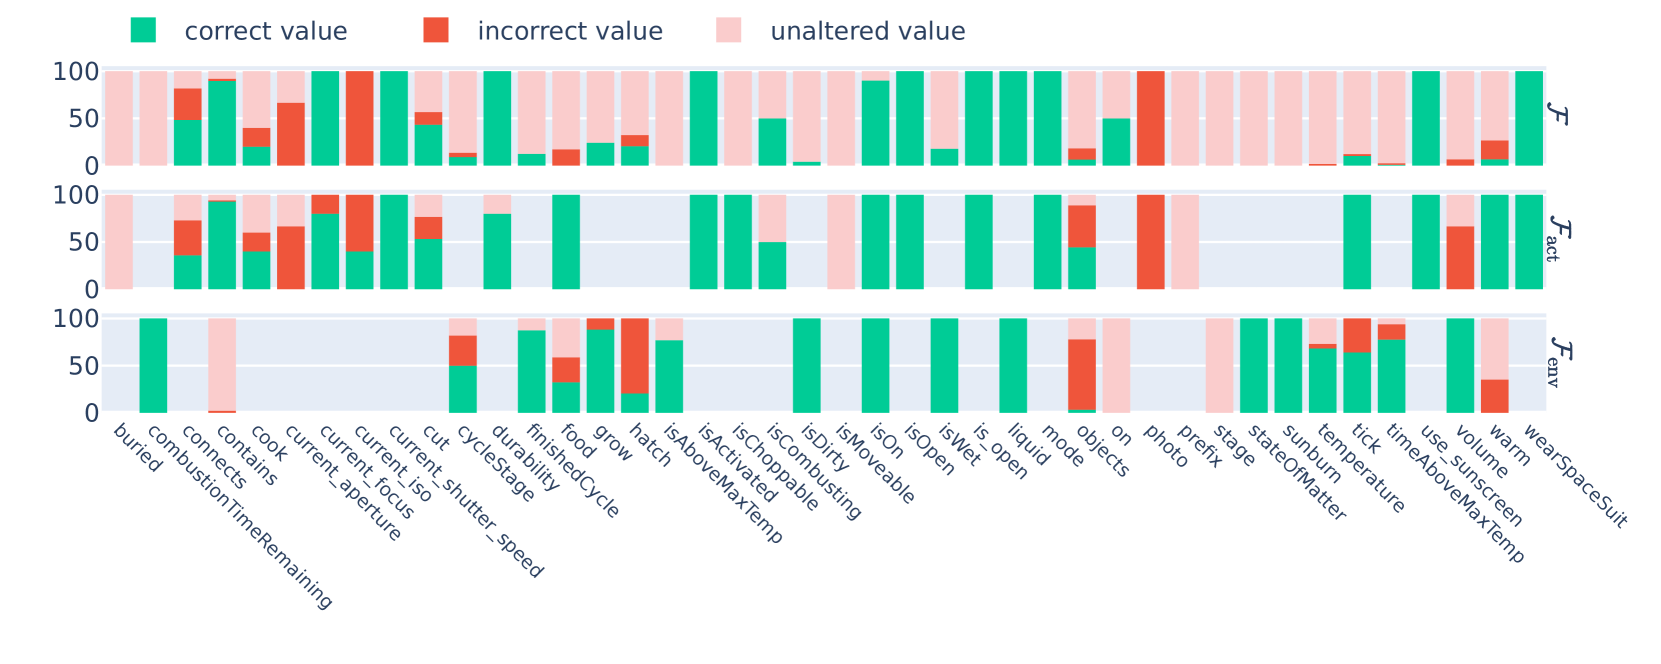 correct value incorrect value unaltered value
100
50
0
ℱ
100
50
0
ℱact
100
50
0
ℱenv
buried
combustionTimeRemaining
connects
contains
cook
current_aperture
current_focus
current_iso
current_shutter_speed
cut
cycleStage
durability
finishedCycle
food
grow
hatch
isAboveMaxTemp
isActivated
isChoppable
isCombusting
isDirty
isMoveable
isOn
isOpen
isWet
is_open
liquid
mode
objects
on
photo
prefix
stage
stateOfMatter
sunburn
temperature
tick
timeAboveMaxTemp
use_sunscreen
volume
warm
wearSpaceSuit